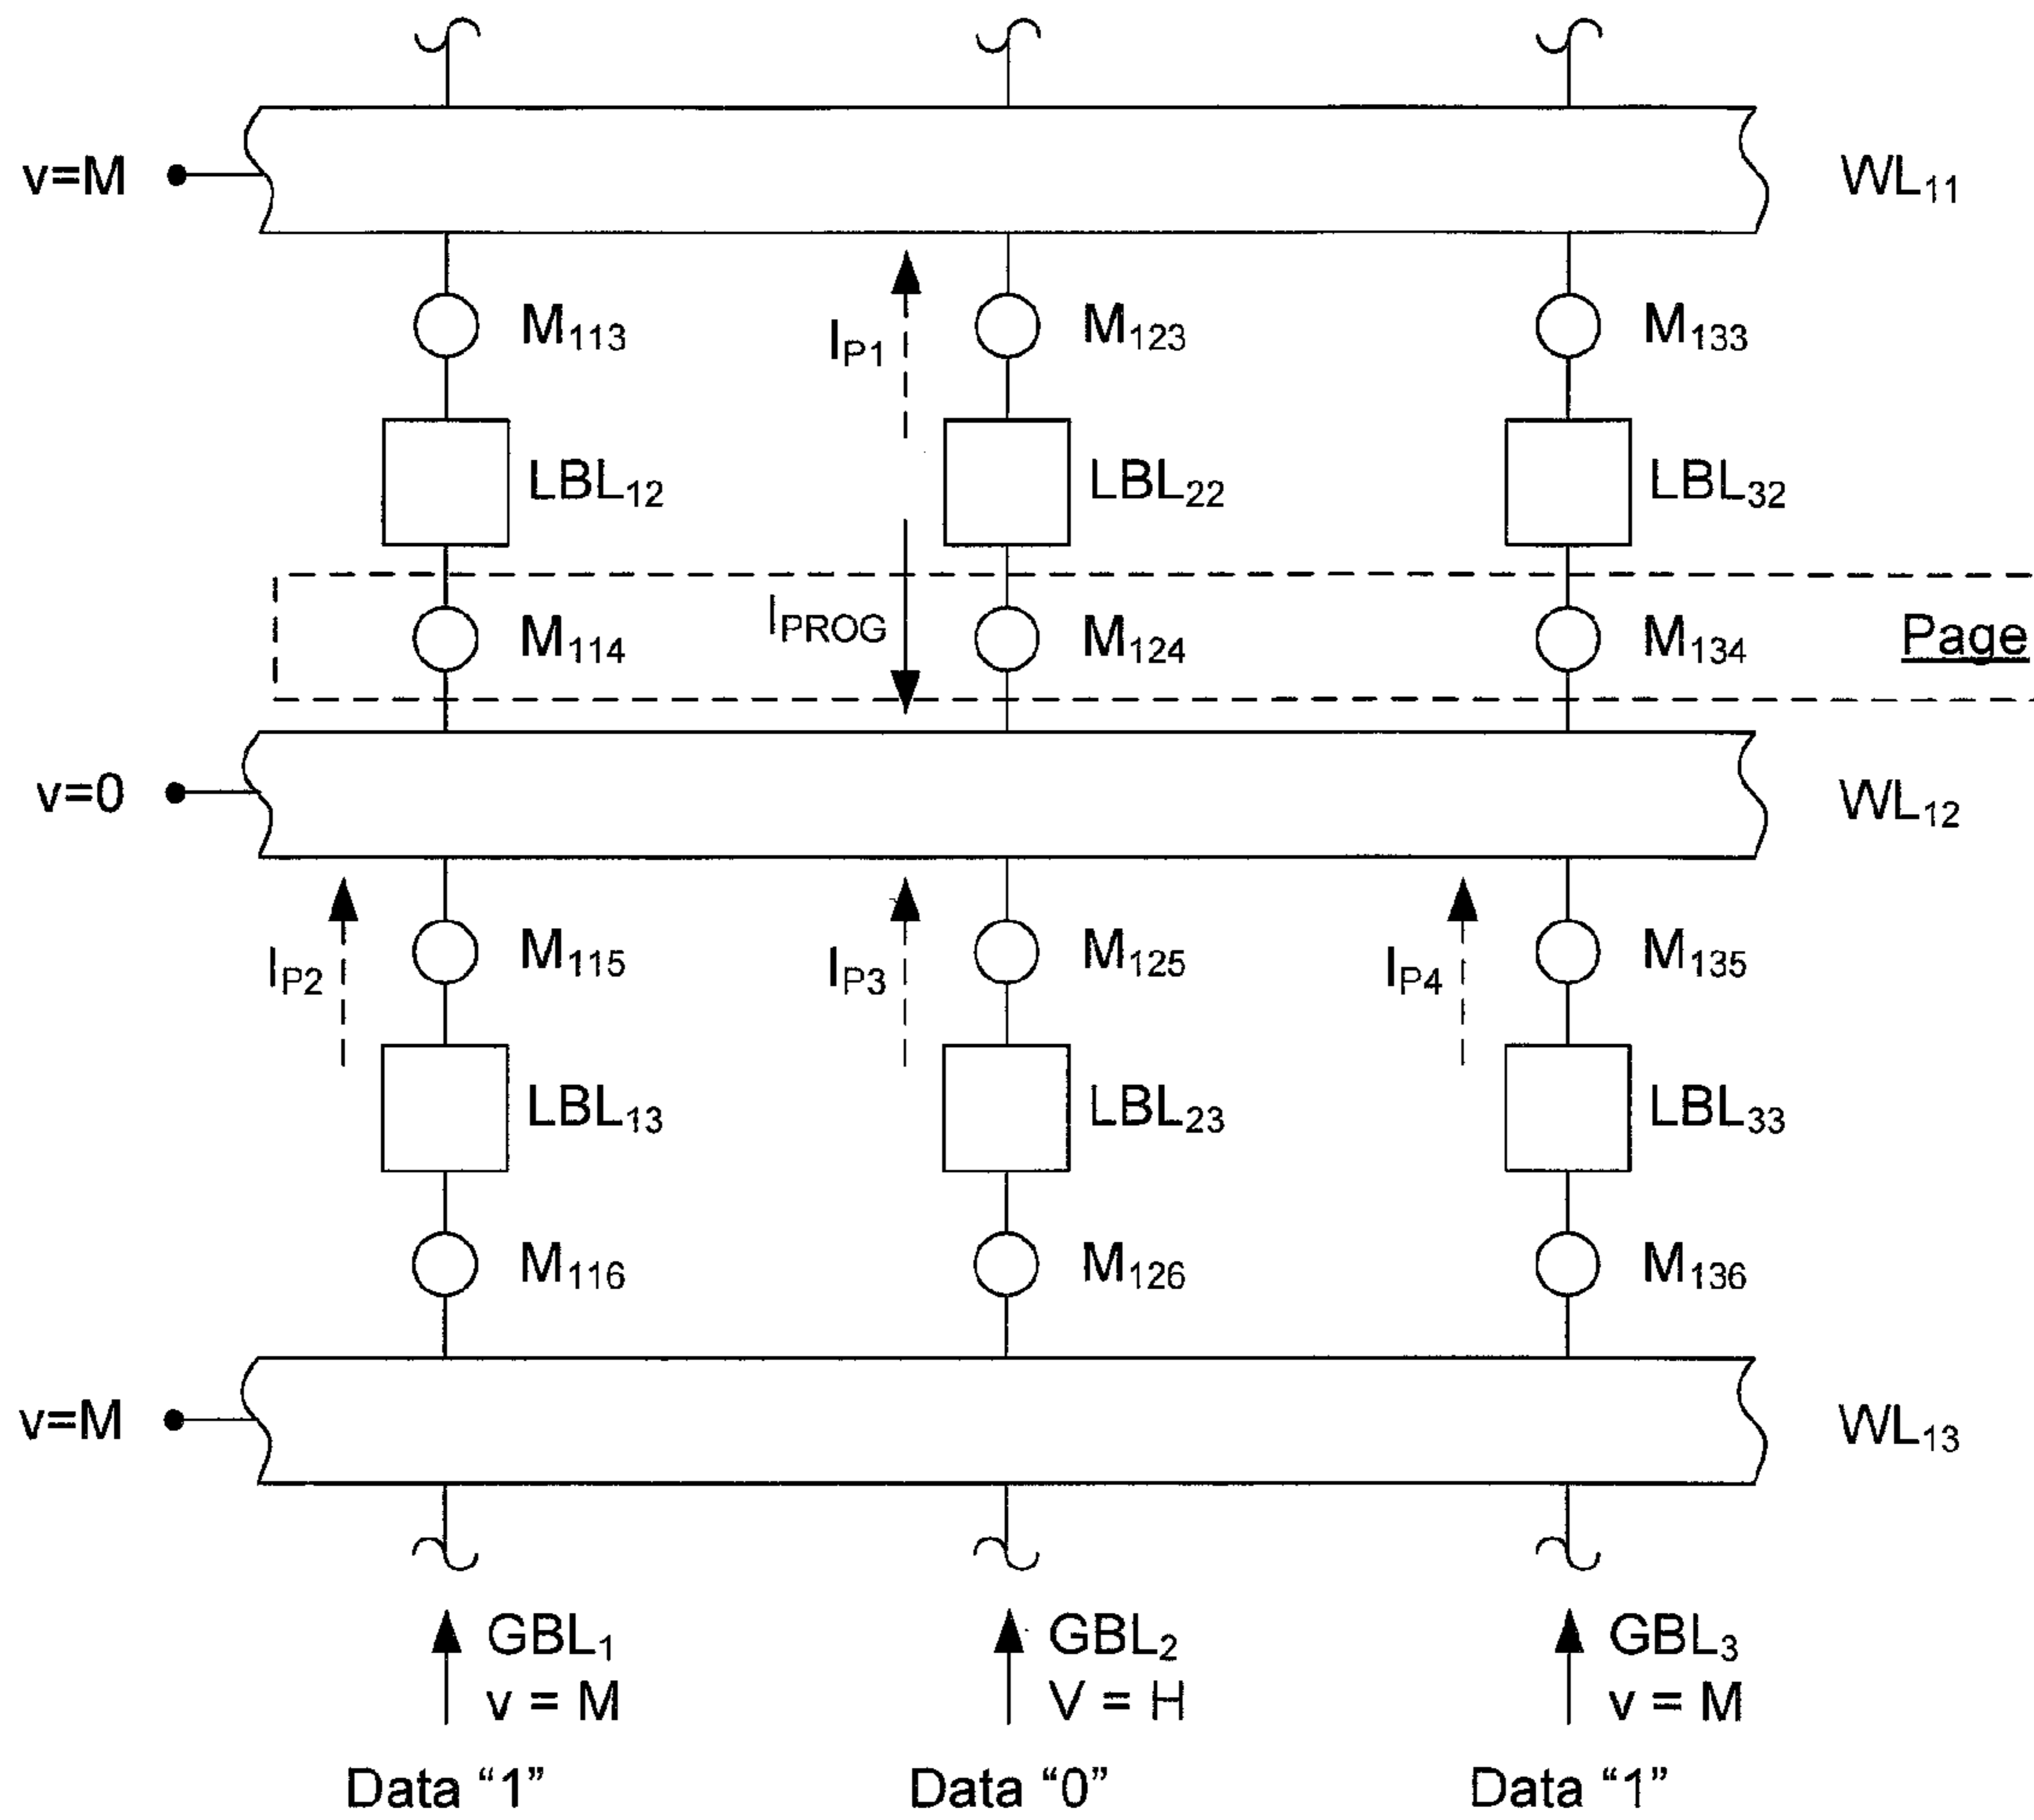 v=M WL11
M113 IP1 M123 M133
LBL12 LBL22 LBL32
M114 IPROG M124 M134 Page
v=0 WL12
IP2 M115 IP3 M125 IP4 M135
LBL13 LBL23 LBL33
M116 M126 M136
v=M WL13
GBL1 GBL2 GBL3
v = M V = H v = M
Data “1” Data “0” Data “1”